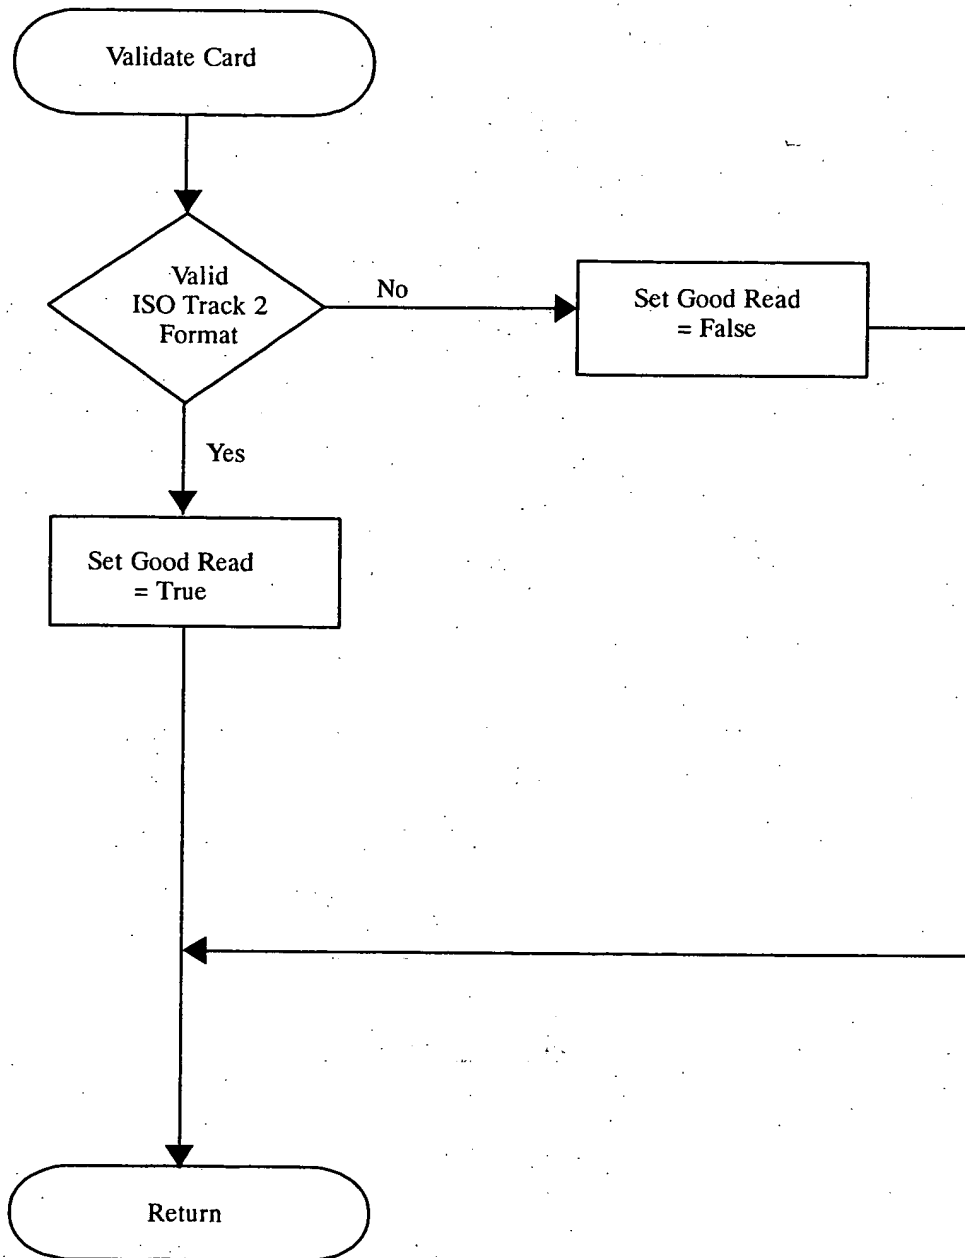 Validate Card
Valid
ISO Track 2
Format
No
Set Good Read
= False
Yes
Set Good Read
= True
Return